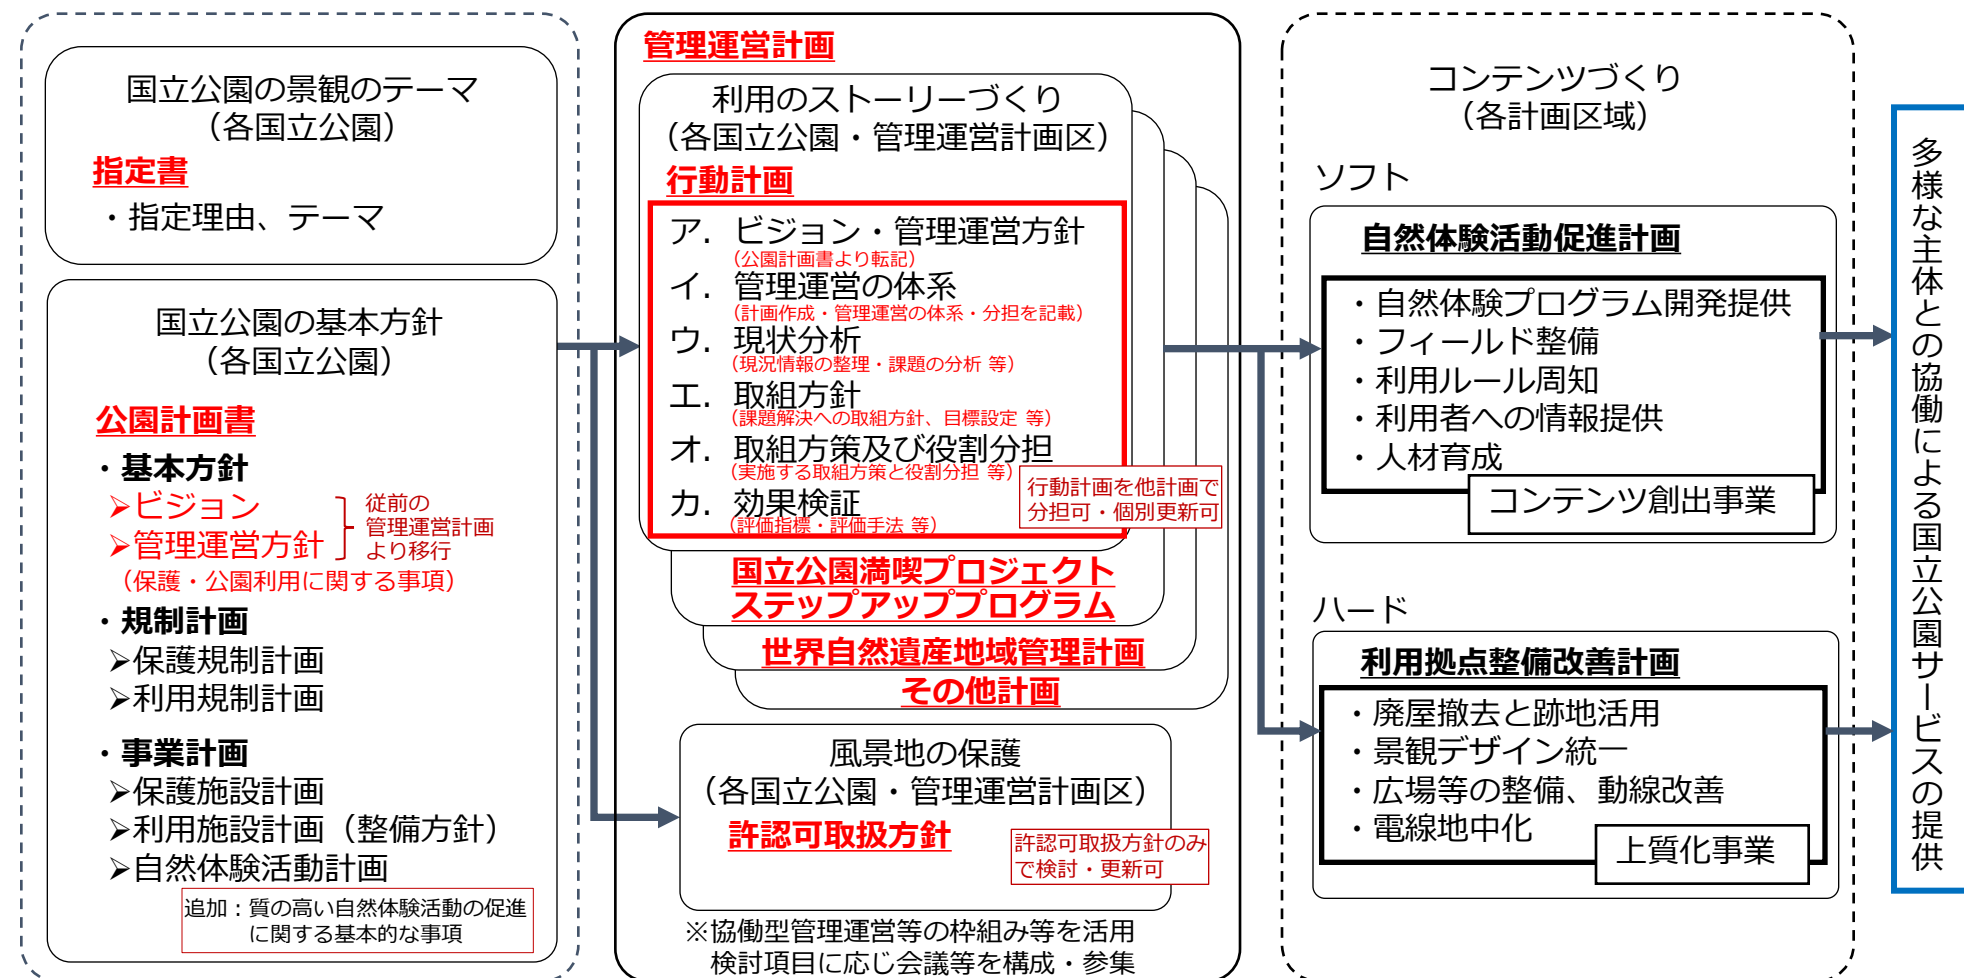 国立公園の景観のテーマ
（各国立公園）
指定書
・指定理由、テーマ
国立公園の基本方針
（各国立公園）
公園計画書
・基本方針
➢ビジョン
➢管理運営方針
従前の
管理運営計画
より移行
（保護・公園利用に関する事項）
・規制計画
➢保護規制計画
➢利用規制計画
・事業計画
➢保護施設計画
➢利用施設計画（整備方針）
➢自然体験活動計画
追加：質の高い自然体験活動の促進
に関する基本的な事項
管理運営計画
利用のストーリーづくり
（各国立公園・管理運営計画区）
行動計画
ア．ビジョン・管理運営方針
（公園計画書より転記）
イ．管理運営の体系
（計画作成・管理運営の体系・分担を記載）
ウ．現状分析
（現況情報の整理・課題の分析 等）
エ．取組方針
（課題解決への取組方針、目標設定 等）
オ．取組方策及び役割分担
（実施する取組方策と役割分担 等）
カ．効果検証
（評価指標・評価手法 等）
行動計画を他計画で
分担可・個別更新可
国立公園満喫プロジェクト
ステップアッププログラム
世界自然遺産地域管理計画
その他計画
風景地の保護
（各国立公園・管理運営計画区）
許認可取扱方針
許認可取扱方針のみ
で検討・更新可
※協働型管理運営等の枠組み等を活用
検討項目に応じ会議等を構成・参集
コンテンツづくり
（各計画区域）
ソフト
自然体験活動促進計画
・自然体験プログラム開発提供
・フィールド整備
・利用ルール周知
・利用者への情報提供
・人材育成
コンテンツ創出事業
ハード
利用拠点整備改善計画
・廃屋撤去と跡地活用
・景観デザイン統一
・広場等の整備、動線改善
・電線地中化
上質化事業
多様な主体との協働による国立公園サービスの提供